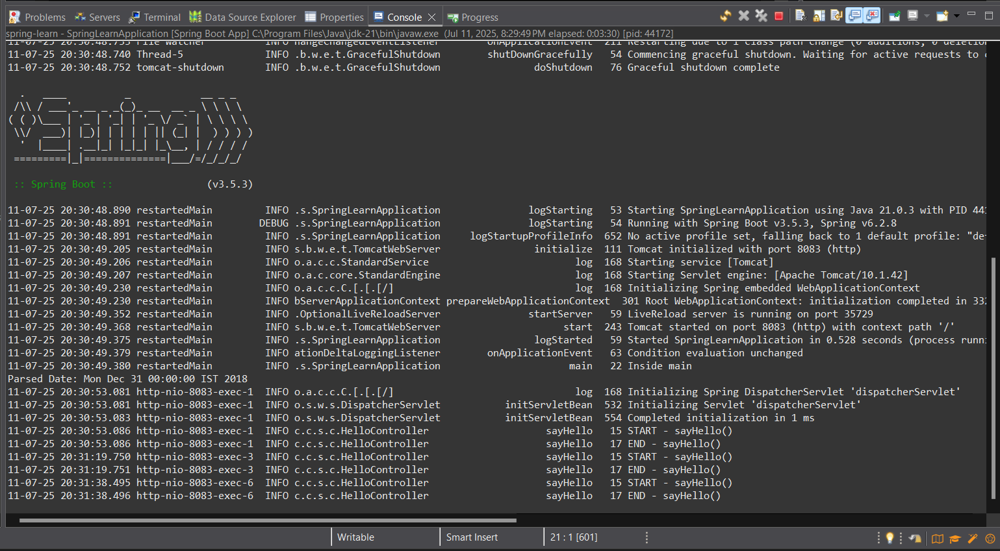 Problems Servers Terminal Data Source Explorer Properties Console Progress
spring-learn - SpringLearnApplication [Spring Boot App] C:\Program Files\Java\jdk-21\bin\javaw.exe (Jul 11, 2025, 8:29:49 PM elapsed: 0:03:30) [pid: 44172]
INFO hangeChangedEventListener onApplicationEvent 211 Restarting due to 1 class path change (0 additions, 0 deletion
11-07-25 20:30:48.740 Thread-5 INFO .b.w.e.t.GracefulShutdown shutDownGracefully 54 Commencing graceful shutdown. Waiting for active requests to
11-07-25 20:30:48.752 tomcat-shutdown INFO .b.w.e.t.GracefulShutdown doShutdown 76 Graceful shutdown complete
  .   ____          _            __ _ _
 /\\ / ___'_ __ _ _(_)_ __  __ _ \ \ \ \
( ( )\___ | '_ | '_| | '_ \/ _` | \ \ \ \
 \\/  ___)| |_)| | | | | || (_| |  ) ) ) )
  '  |____| .__|_| |_|_| |_\__, | / / / /
 =========|_|==============|___/=/_/_/_/
:: Spring Boot :: (v3.5.3)
11-07-25 20:30:48.890 restartedMain INFO .s.SpringLearnApplication logStarting 53 Starting SpringLearnApplication using Java 21.0.3 with PID 441
11-07-25 20:30:48.891 restartedMain DEBUG .s.SpringLearnApplication logStarting 54 Running with Spring Boot v3.5.3, Spring v6.2.8
11-07-25 20:30:48.891 restartedMain INFO .s.SpringLearnApplication logStartupProfileInfo 652 No active profile set, falling back to 1 default profile: "def
11-07-25 20:30:49.205 restartedMain INFO s.b.w.e.t.TomcatWebServer initialize 111 Tomcat initialized with port 8083 (http)
11-07-25 20:30:49.206 restartedMain INFO o.a.c.c.StandardService log 168 Starting service [Tomcat]
11-07-25 20:30:49.207 restartedMain INFO o.a.c.core.StandardEngine log 168 Starting Servlet engine: [Apache Tomcat/10.1.42]
11-07-25 20:30:49.230 restartedMain INFO o.a.c.c.C.[.[.[/] log 168 Initializing Spring embedded WebApplicationContext
11-07-25 20:30:49.230 restartedMain INFO bServerApplicationContext prepareWebApplicationContext 301 Root WebApplicationContext: initialization completed in 332
11-07-25 20:30:49.352 restartedMain INFO .OptionalLiveReloadServer startServer 59 LiveReload server is running on port 35729
11-07-25 20:30:49.368 restartedMain INFO s.b.w.e.t.TomcatWebServer start 243 Tomcat started on port 8083 (http) with context path '/'
11-07-25 20:30:49.375 restartedMain INFO .s.SpringLearnApplication logStarted 59 Started SpringLearnApplication in 0.528 seconds (process runni
11-07-25 20:30:49.379 restartedMain INFO ationDeltaLoggingListener onApplicationEvent 63 Condition evaluation unchanged
11-07-25 20:30:49.380 restartedMain INFO .s.SpringLearnApplication main 22 Inside main
Parsed Date: Mon Dec 31 00:00:00 IST 2018
11-07-25 20:30:53.081 http-nio-8083-exec-1 INFO o.a.c.c.C.[.[.[/] log 168 Initializing Spring DispatcherServlet 'dispatcherServlet'
11-07-25 20:30:53.081 http-nio-8083-exec-1 INFO o.s.w.s.DispatcherServlet initServletBean 532 Initializing Servlet 'dispatcherServlet'
11-07-25 20:30:53.083 http-nio-8083-exec-1 INFO o.s.w.s.DispatcherServlet initServletBean 554 Completed initialization in 1 ms
11-07-25 20:30:53.086 http-nio-8083-exec-1 INFO c.c.s.c.HelloController sayHello 15 START - sayHello()
11-07-25 20:30:53.086 http-nio-8083-exec-1 INFO c.c.s.c.HelloController sayHello 17 END - sayHello()
11-07-25 20:31:19.750 http-nio-8083-exec-3 INFO c.c.s.c.HelloController sayHello 15 START - sayHello()
11-07-25 20:31:19.751 http-nio-8083-exec-3 INFO c.c.s.c.HelloController sayHello 17 END - sayHello()
11-07-25 20:31:38.495 http-nio-8083-exec-6 INFO c.c.s.c.HelloController sayHello 15 START - sayHello()
11-07-25 20:31:38.496 http-nio-8083-exec-6 INFO c.c.s.c.HelloController sayHello 17 END - sayHello()
Writable Smart Insert 21 : 1 [601]